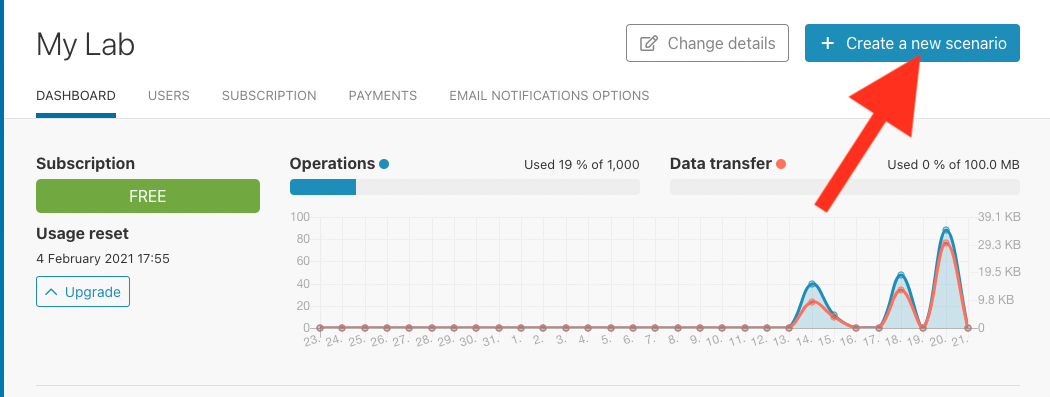 My Lab
Change details
+ Create a new scenario
DASHBOARD USERS SUBSCRIPTION PAYMENTS EMAIL NOTIFICATIONS OPTIONS
Subscription
FREE
Usage reset
4 February 2021 17:55
Upgrade
Operations
Used 19 % of 1,000
Data transfer
Used 0 % of 100.0 MB
100 39.1 KB
80 29.3 KB
60 19.5 KB
40 9.8 KB
20
0 0
23. 24. 25. 26. 27. 28. 29. 30. 31. 1. 2. 3. 4. 5. 6. 7. 8. 9. 10. 11. 12. 13. 14. 15. 16. 17. 18. 19. 20. 21.